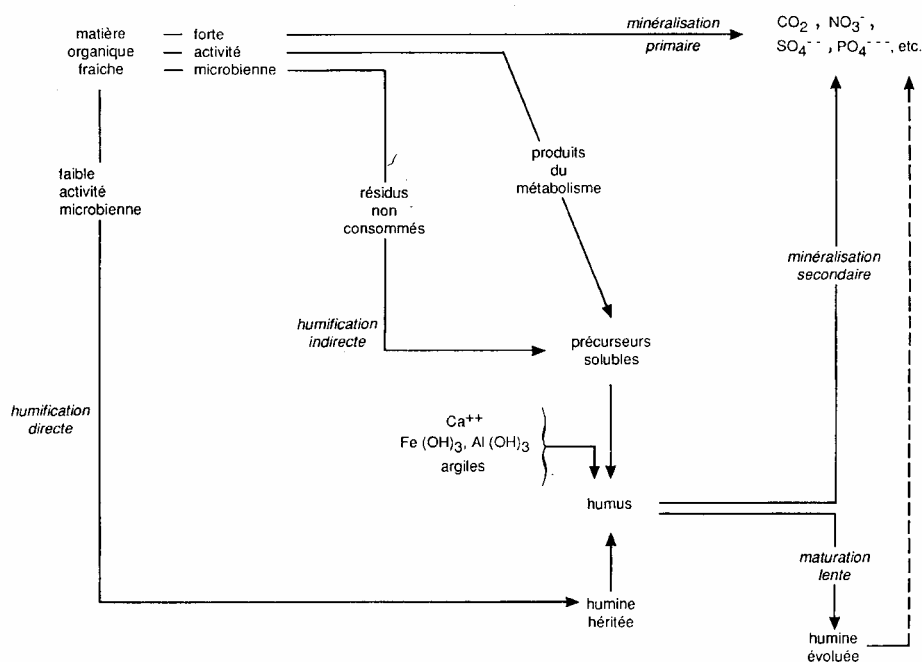 matière
organique
fraiche
forte
activité
microbienne
minéralisation
primaire
CO2 , NO3-,
SO4-- , PO4---, etc.
faible
activité
microbienne
résidus
non
consommés
produits
du
métabolisme
minéralisation
secondaire
humification
indirecte
précurseurs
solubles
humification
directe
Ca++
Fe (OH)3, Al (OH)3
argiles
humus
maturation
lente
humine
héritée
humine
évoluée